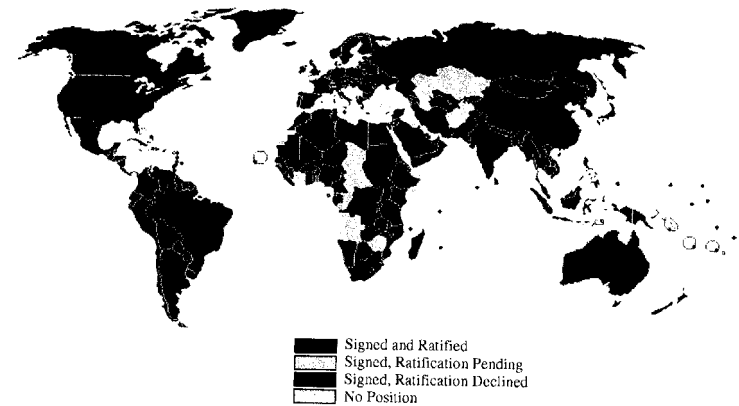 Signed and Ratified
Signed, Ratification Pending
Signed, Ratification Declined
No Position